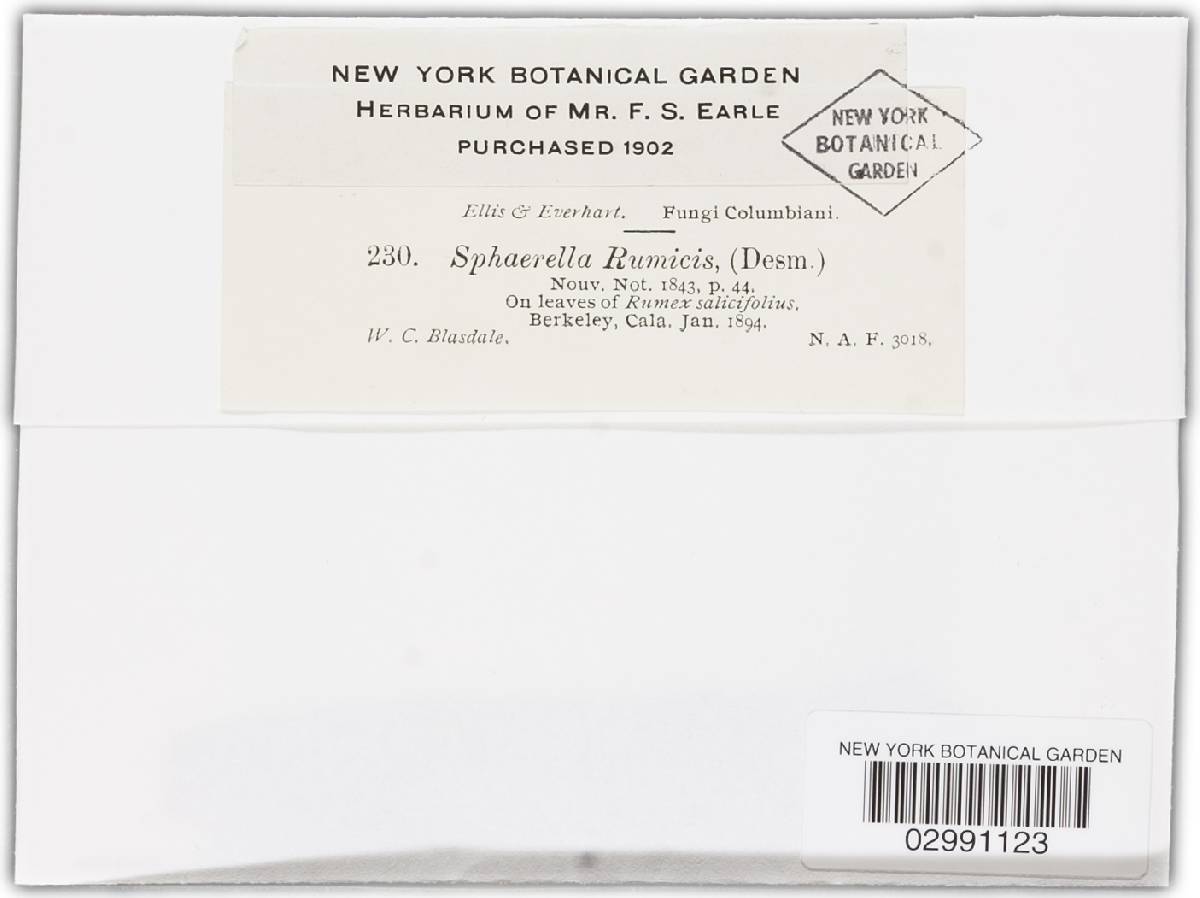 NEW YORK BOTANICAL GARDEN
HERBARIUM OF MR. F. S. EARLE
PURCHASED 1902
NEW YORK
BOTANICAL
GARDEN
Ellis & Everhart. Fungi Columbiani.
230. Sphaerella Rumicis, (Desm.)
Nouv. Not. 1843, p. 44.
On leaves of Rumex salicifolius.
Berkeley, Cala. Jan. 1894.
W. C. Blasdale. N. A. F. 3018.
NEW YORK BOTANICAL GARDEN
02991123